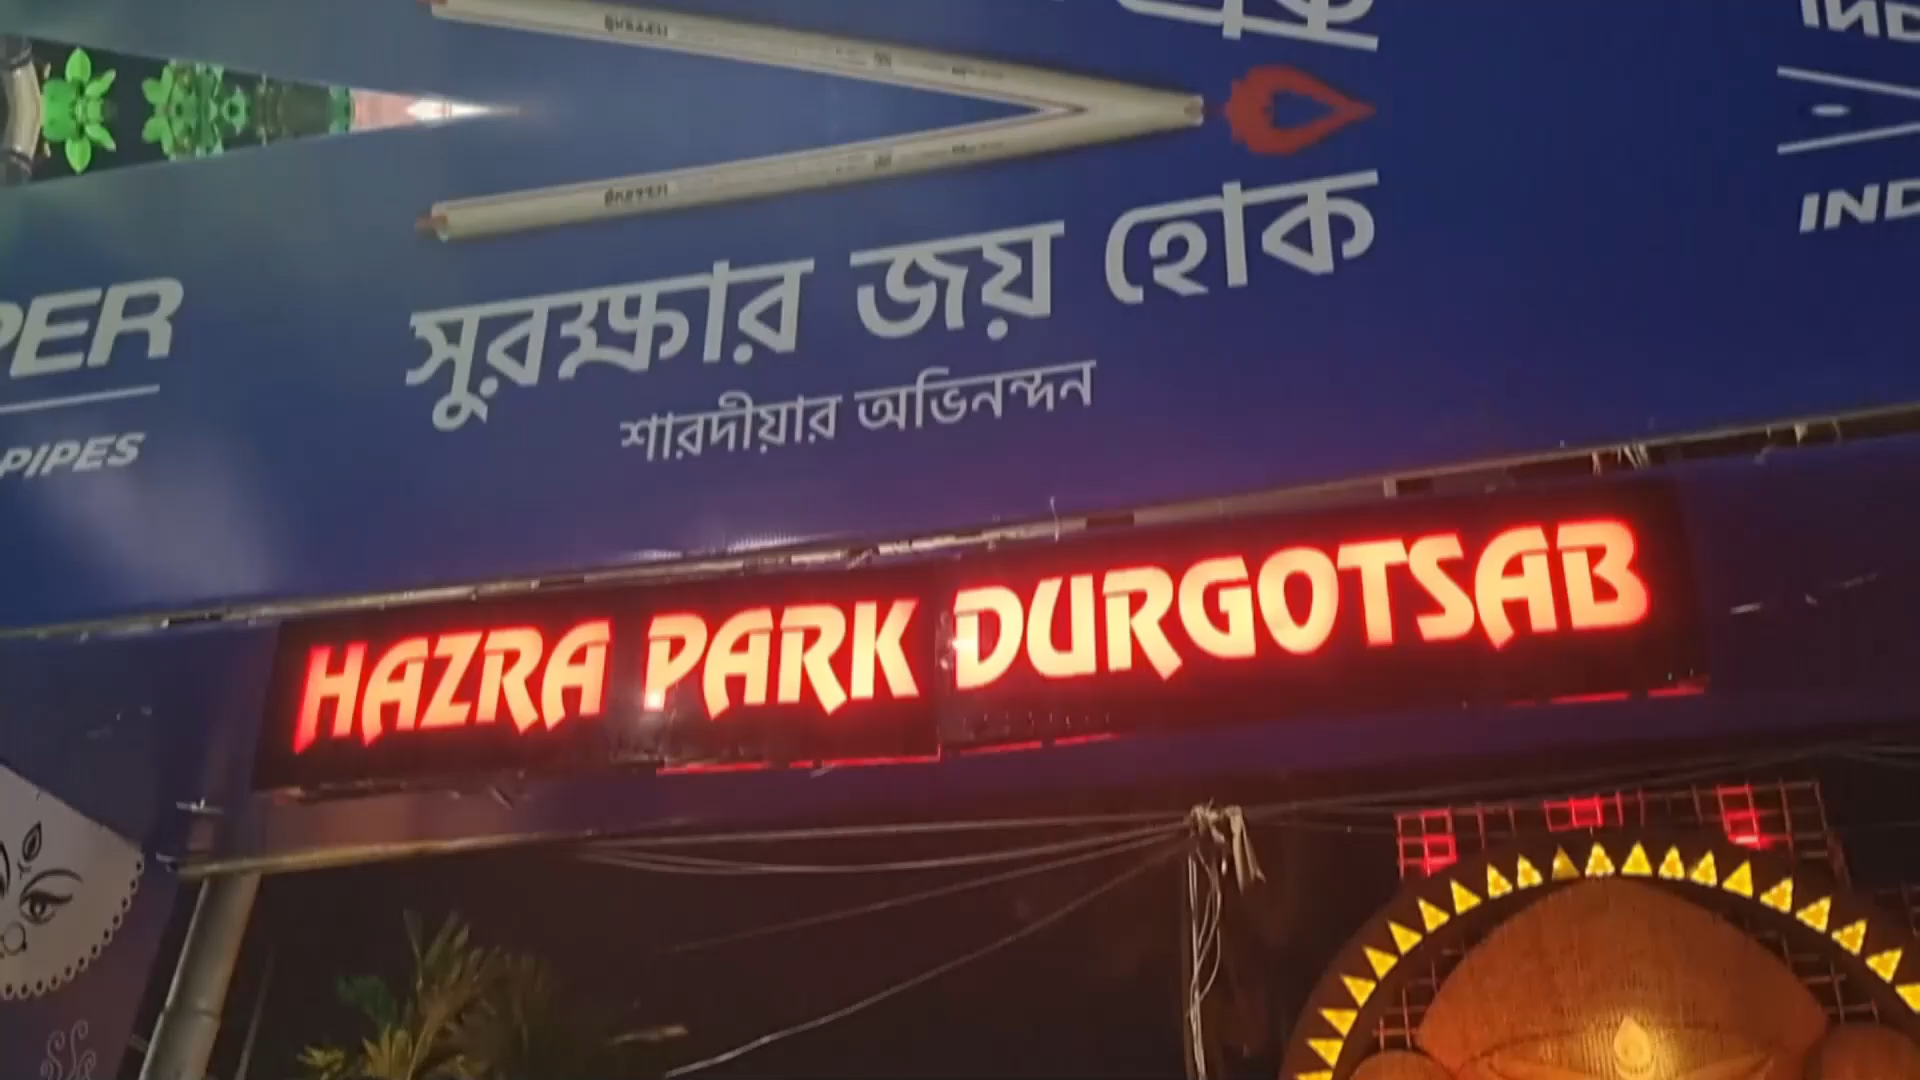 PER
PIPES
সুরক্ষার জয় হোক
শারদীয়ার অভিনন্দন
IND
HAZRA PARK DURGOTSAB